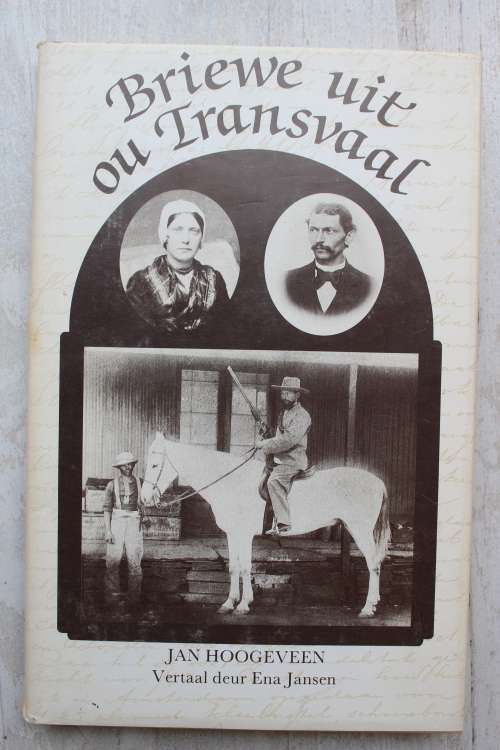 Briewe uit
ou Transvaal
JAN HOOGEVEEN
Vertaal deur Ena Jansen